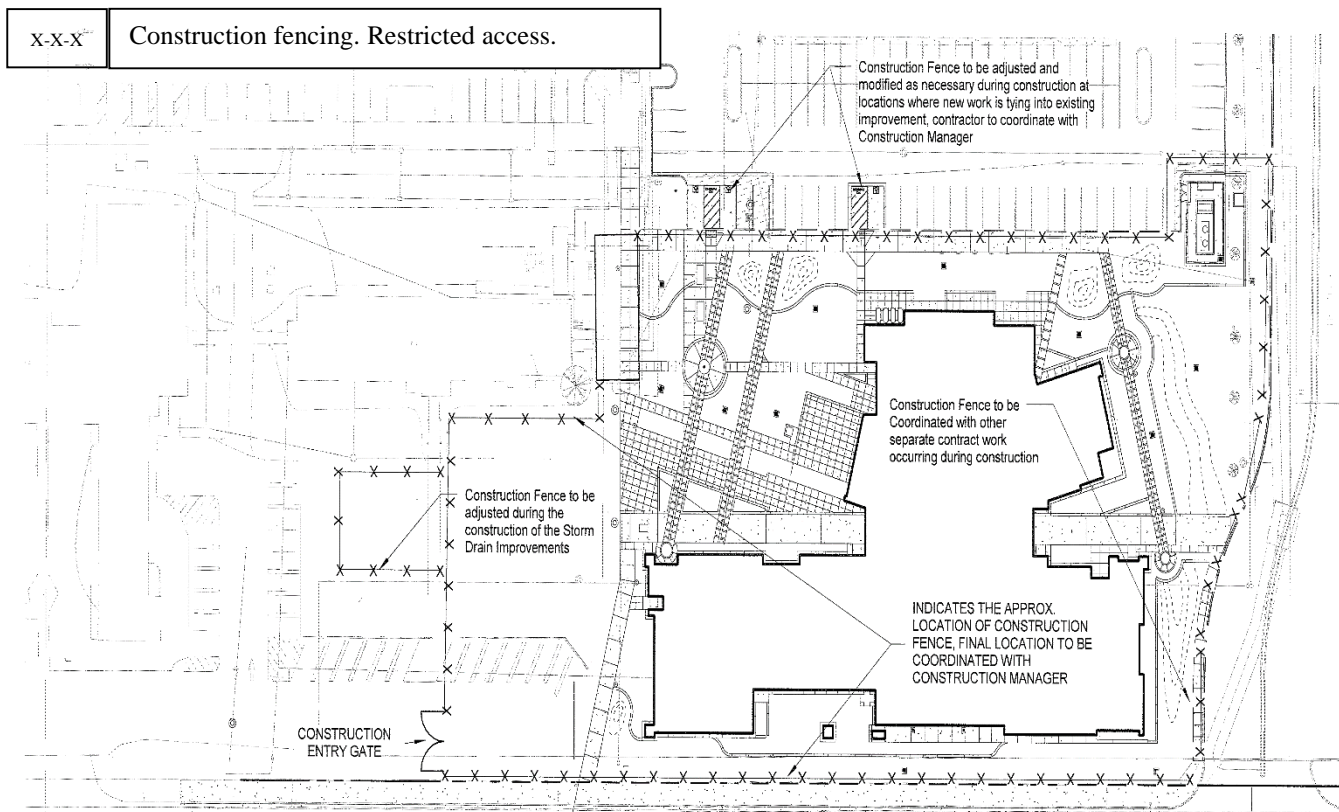 X-X-X
Construction fencing. Restricted access.
Construction Fence to be adjusted and
modified as necessary during construction at
locations where new work is tying into existing
improvement, contractor to coordinate with
Construction Manager
Construction Fence to be
Coordinated with other
separate contract work
occurring during construction
Construction Fence to be
adjusted during the
construction of the Storm
Drain Improvements
INDICATES THE APPROX.
LOCATION OF CONSTRUCTION
FENCE, FINAL LOCATION TO BE
COORDINATED WITH
CONSTRUCTION MANAGER
CONSTRUCTION
ENTRY GATE